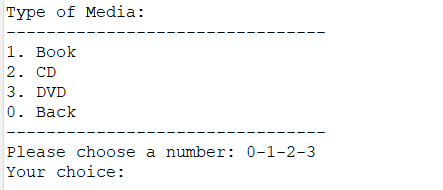 Type of Media:
--------------------------------
1. Book
2. CD
3. DVD
0. Back
--------------------------------
Please choose a number: 0-1-2-3
Your choice: